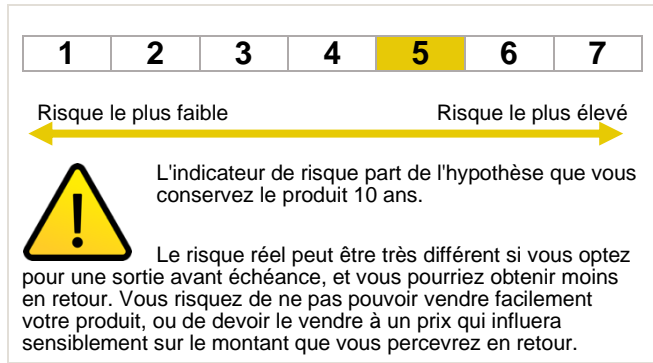 1 2 3 4 5 6 7
Risque le plus faible Risque le plus élevé
L'indicateur de risque part de l'hypothèse que vous
conservez le produit 10 ans.
Le risque réel peut être très différent si vous optez
pour une sortie avant échéance, et vous pourriez obtenir moins
en retour. Vous risquez de ne pas pouvoir vendre facilement
votre produit, ou de devoir le vendre à un prix qui influera
sensiblement sur le montant que vous percevrez en retour.